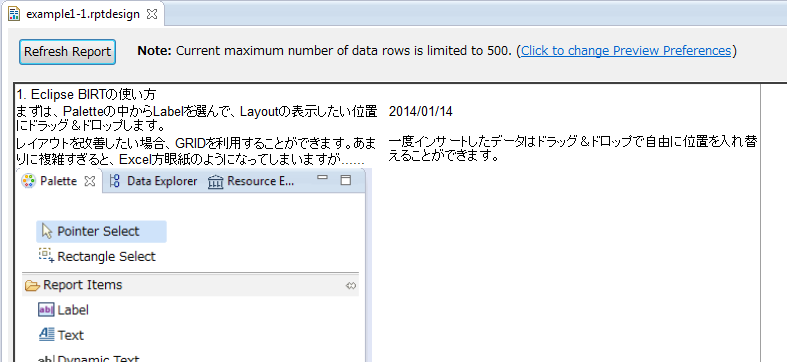 example1-1.rptdesign
Refresh Report
Note: Current maximum number of data rows is limited to 500. (Click to change Preview Preferences)
1. Eclipse BIRTの使い方
まずは、Paletteの中からLabelを選んで、Layoutの表示したい位置
にドラッグ＆ドロップします。
2014/01/14
レイアウトを改善したい場合、GRIDを利用することができます。あま
りに複雑すぎると、Excel方眼紙のようになってしまいますが……
一度インサートしたデータはドラッグ＆ドロップで自由に位置を入れ替
えることができます。
Palette
Data Explorer
Resource E...
Pointer Select
Rectangle Select
Report Items
Label
Text
Dynamic Text